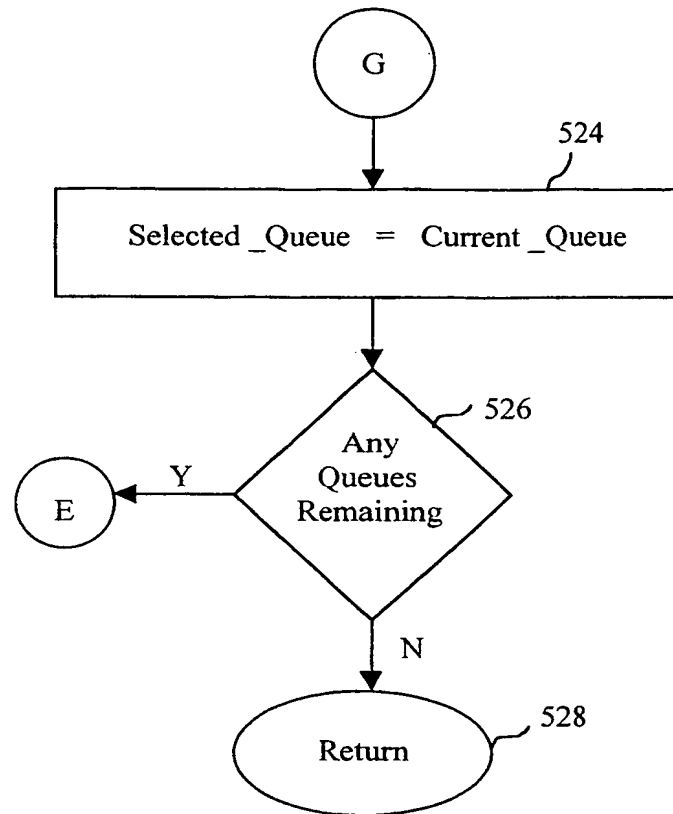 G
524
Selected _Queue = Current _Queue
526
Any
Queues
Remaining
Y
E
N
528
Return